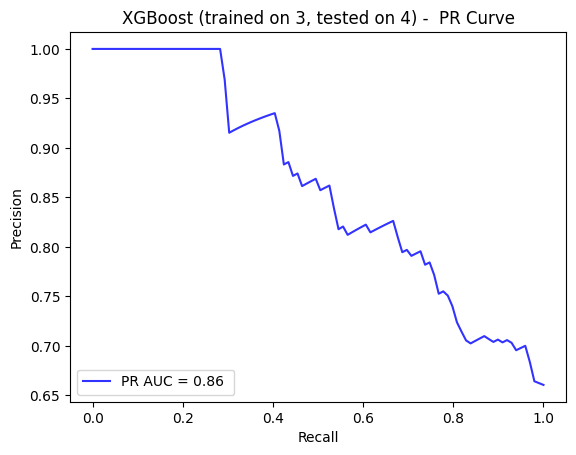 XGBoost (trained on 3, tested on 4) -  PR Curve
1.00
0.95
0.90
0.85
0.80
0.75
0.70
0.65
Precision
PR AUC = 0.86
0.0 0.2 0.4 0.6 0.8 1.0
Recall